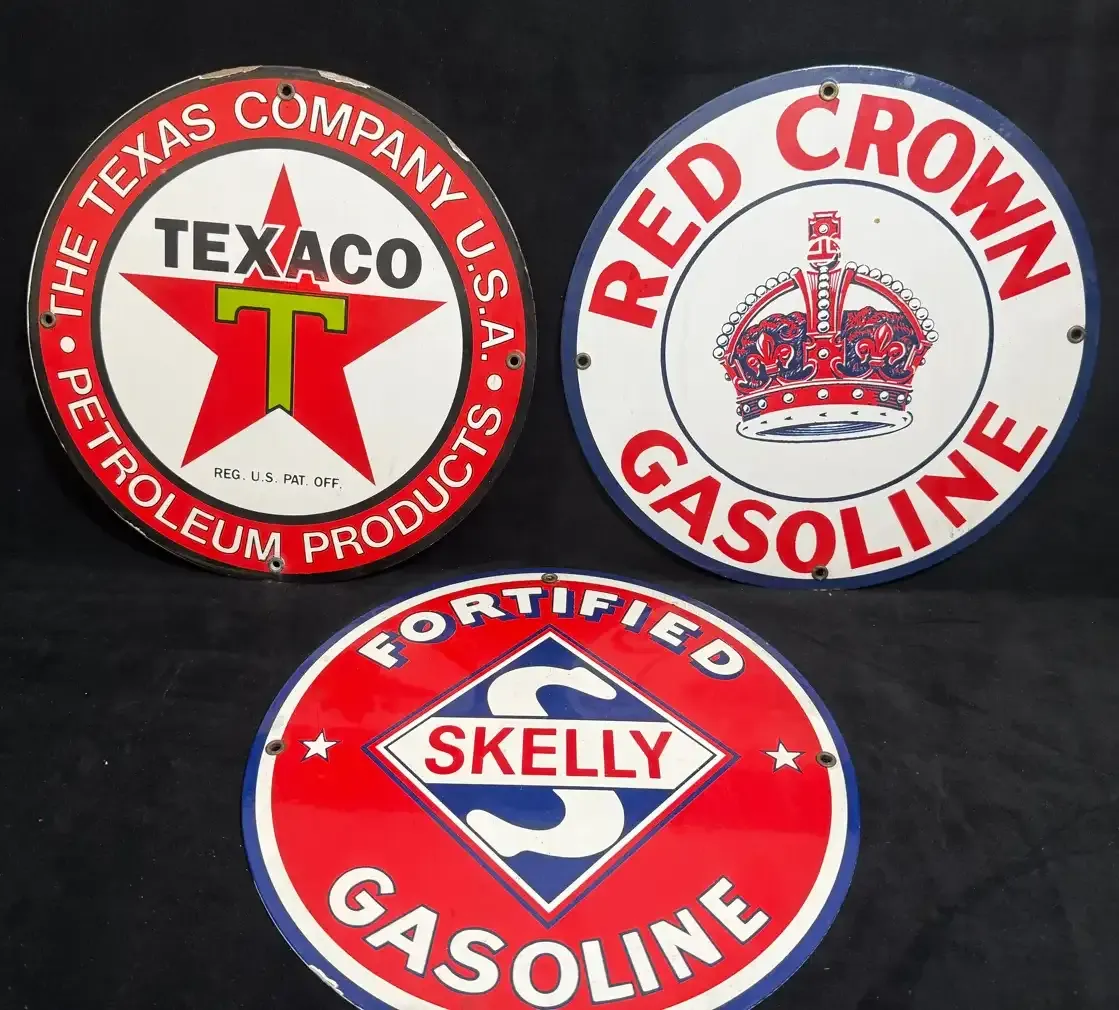 THE TEXAS COMPANY U.S.A.
TEXACO
T
REG. U.S. PAT. OFF.
• PETROLEUM PRODUCTS •
RED CROWN
GASOLINE
FORTIFIED
S
SKELLY
GASOLINE